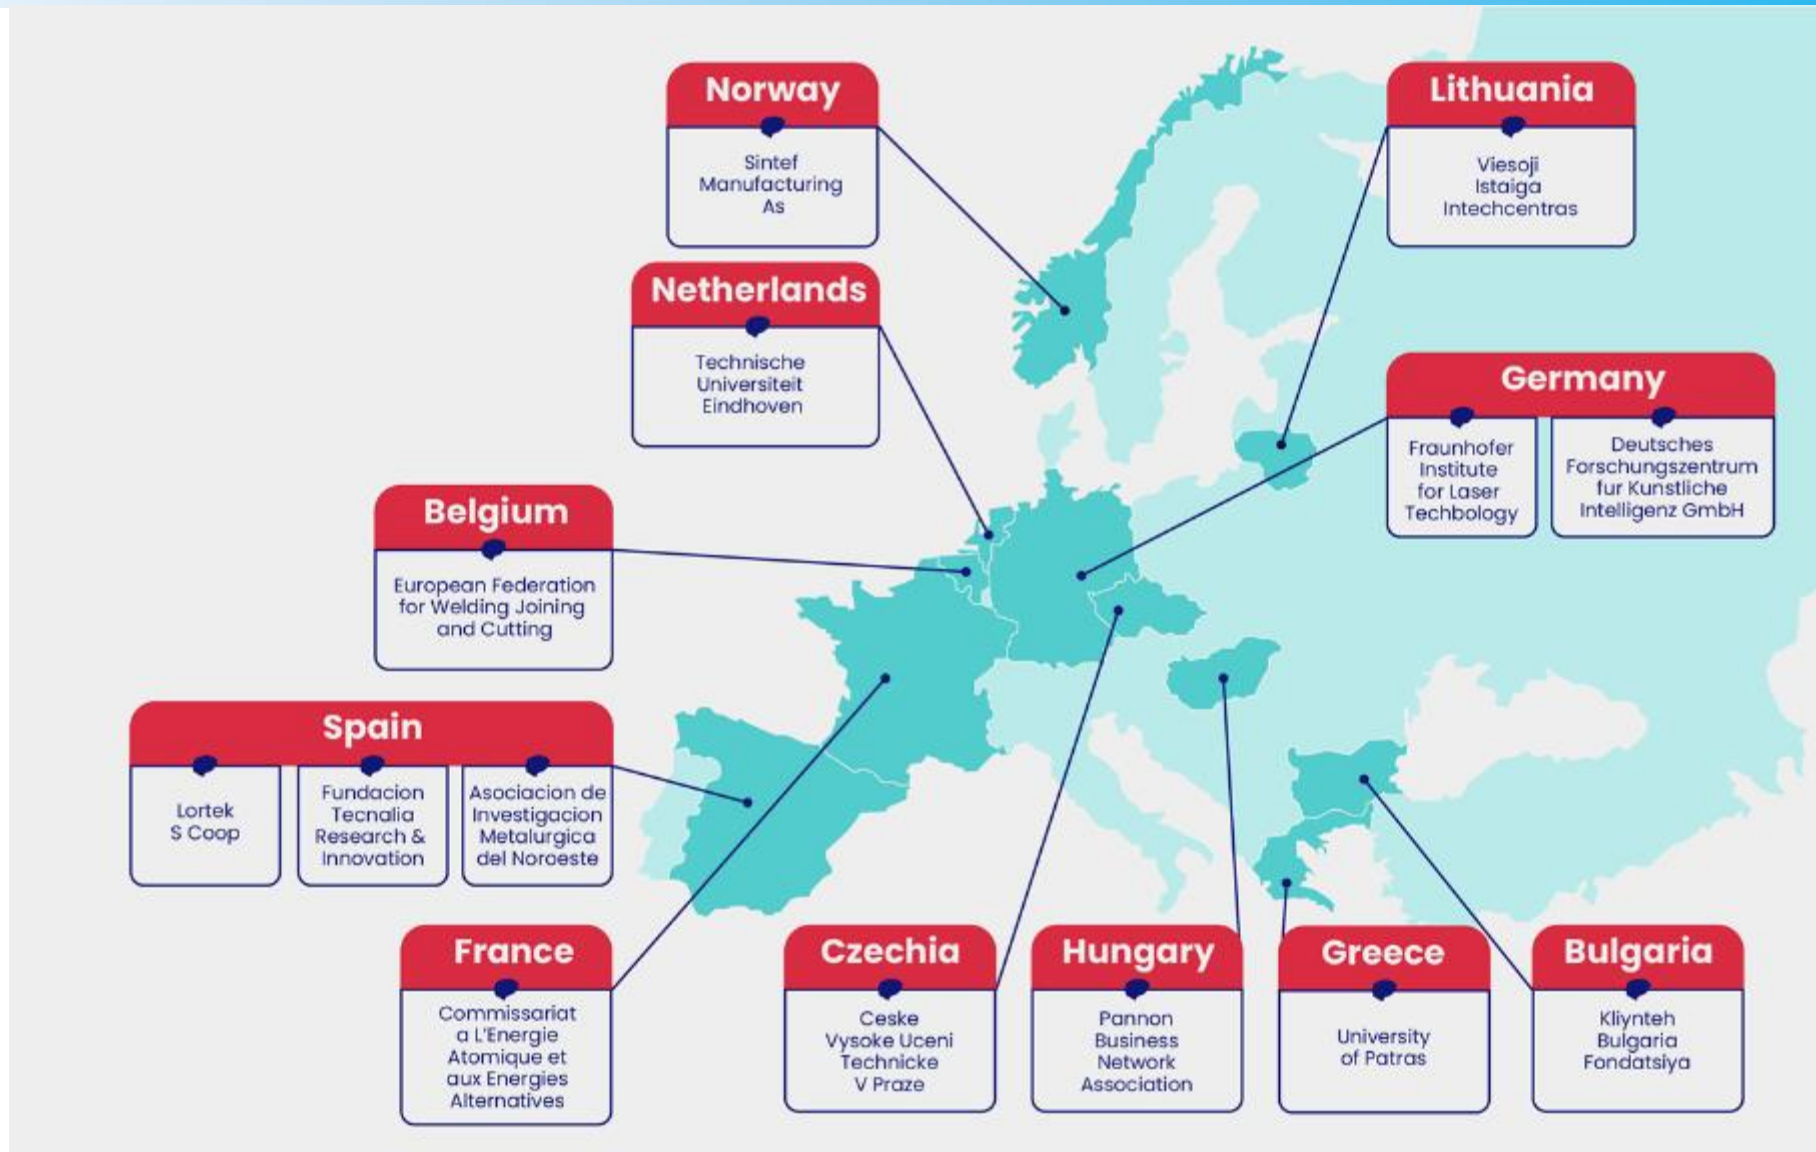 Norway
Sintef
Manufacturing
As
Lithuania
Viesoji
Istaiga
Intechcentras
Netherlands
Technische
Universiteit
Eindhoven
Germany
Fraunhofer
Institute
for Laser
Techbology
Deutsches
Forschungszentrum
fur Kunstliche
Intelligenz GmbH
Belgium
European Federation
for Welding Joining
and Cutting
Spain
Lortek
S Coop
Fundacion
Tecnalia
Research &
Innovation
Asociacion de
Investigacion
Metalurgica
del Noroeste
France
Commissariat
a L'Energie
Atomique et
aux Energies
Alternatives
Czechia
Ceske
Vysoke Uceni
Technicke
V Praze
Hungary
Pannon
Business
Network
Association
Greece
University
of Patras
Bulgaria
Kliynteh
Bulgaria
Fondatsiya